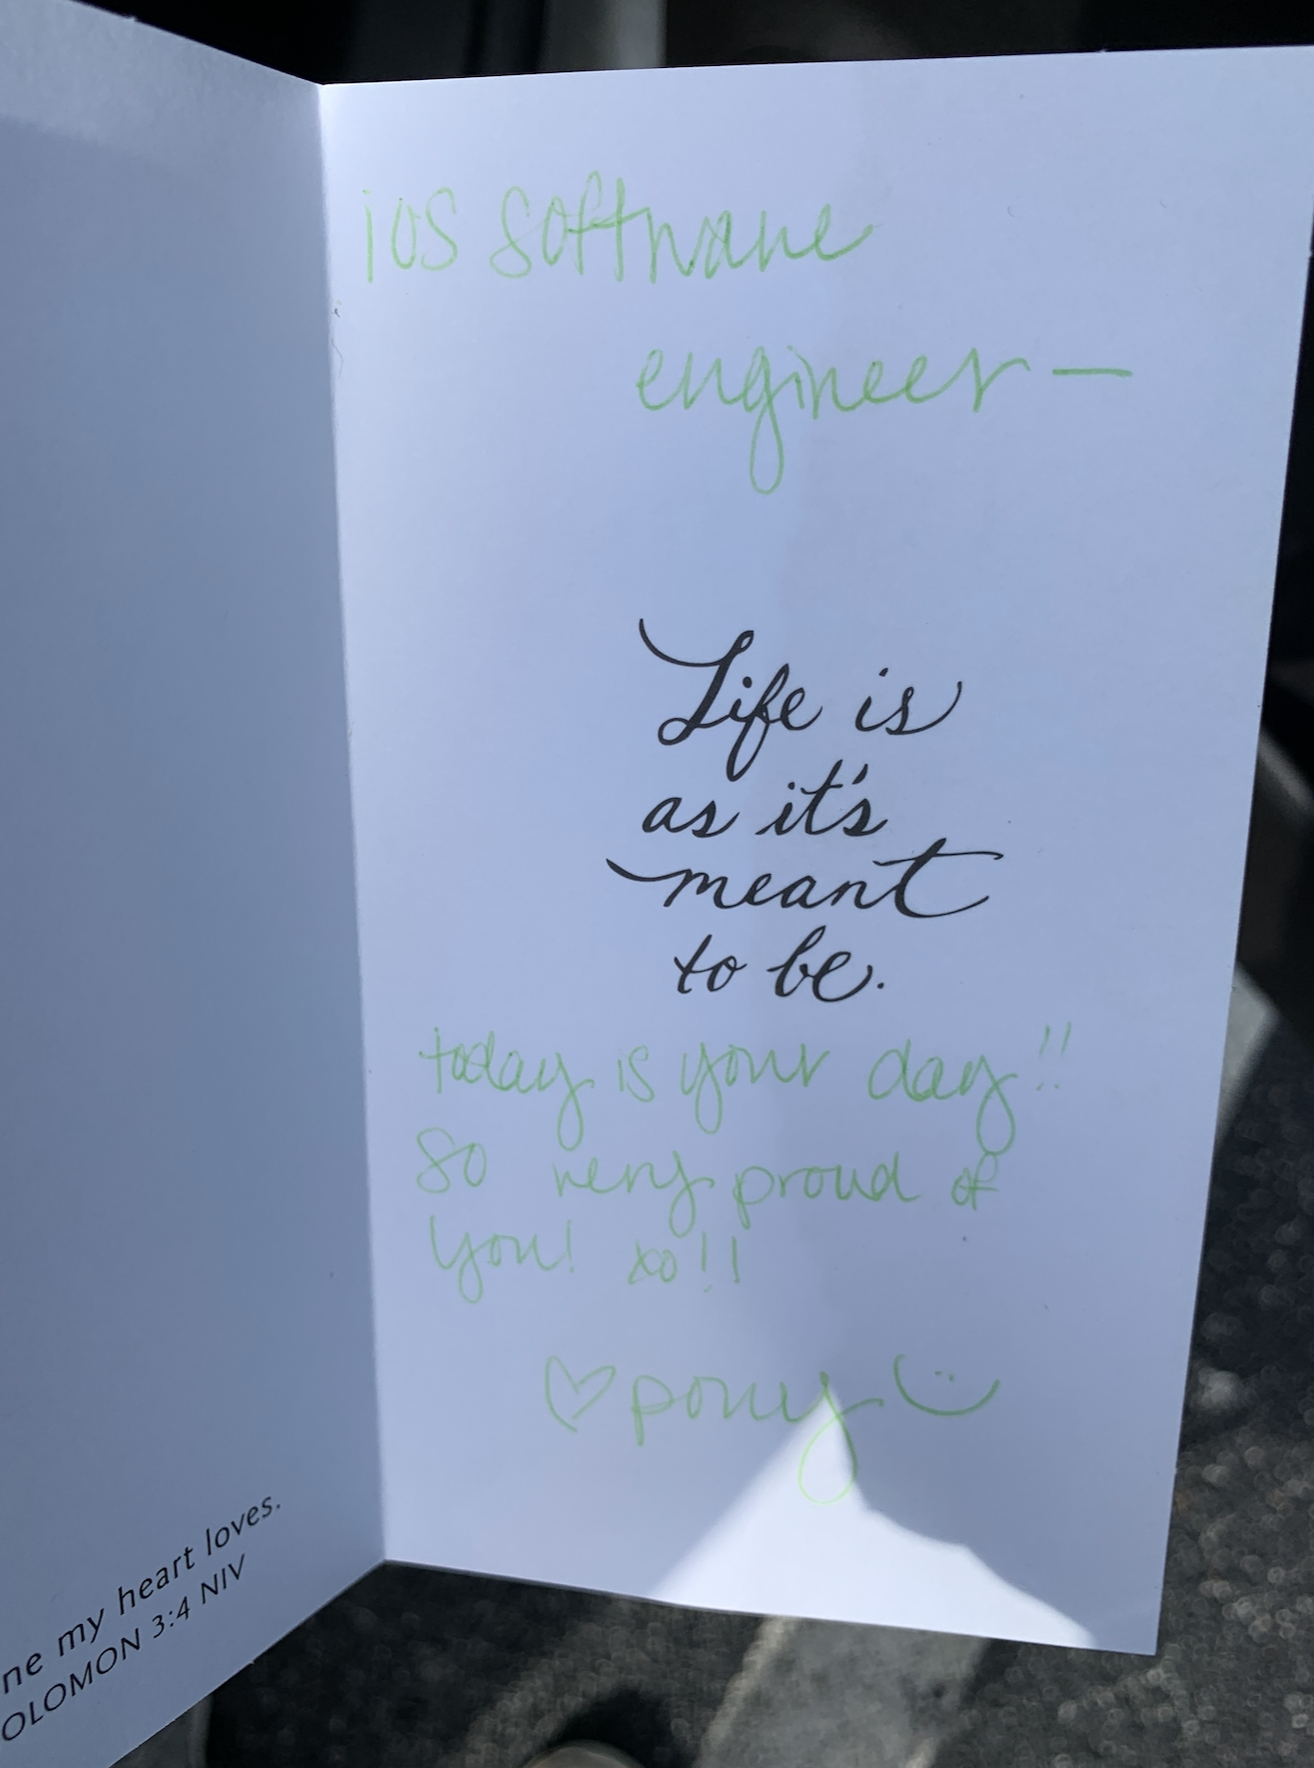 ne my heart loves.
OLOMON 3:4 NIV
ios software
engineer —
Life is
as it's
meant
to be.
today is your day!!
so very proud of
you! xo!!
♡ pony :)